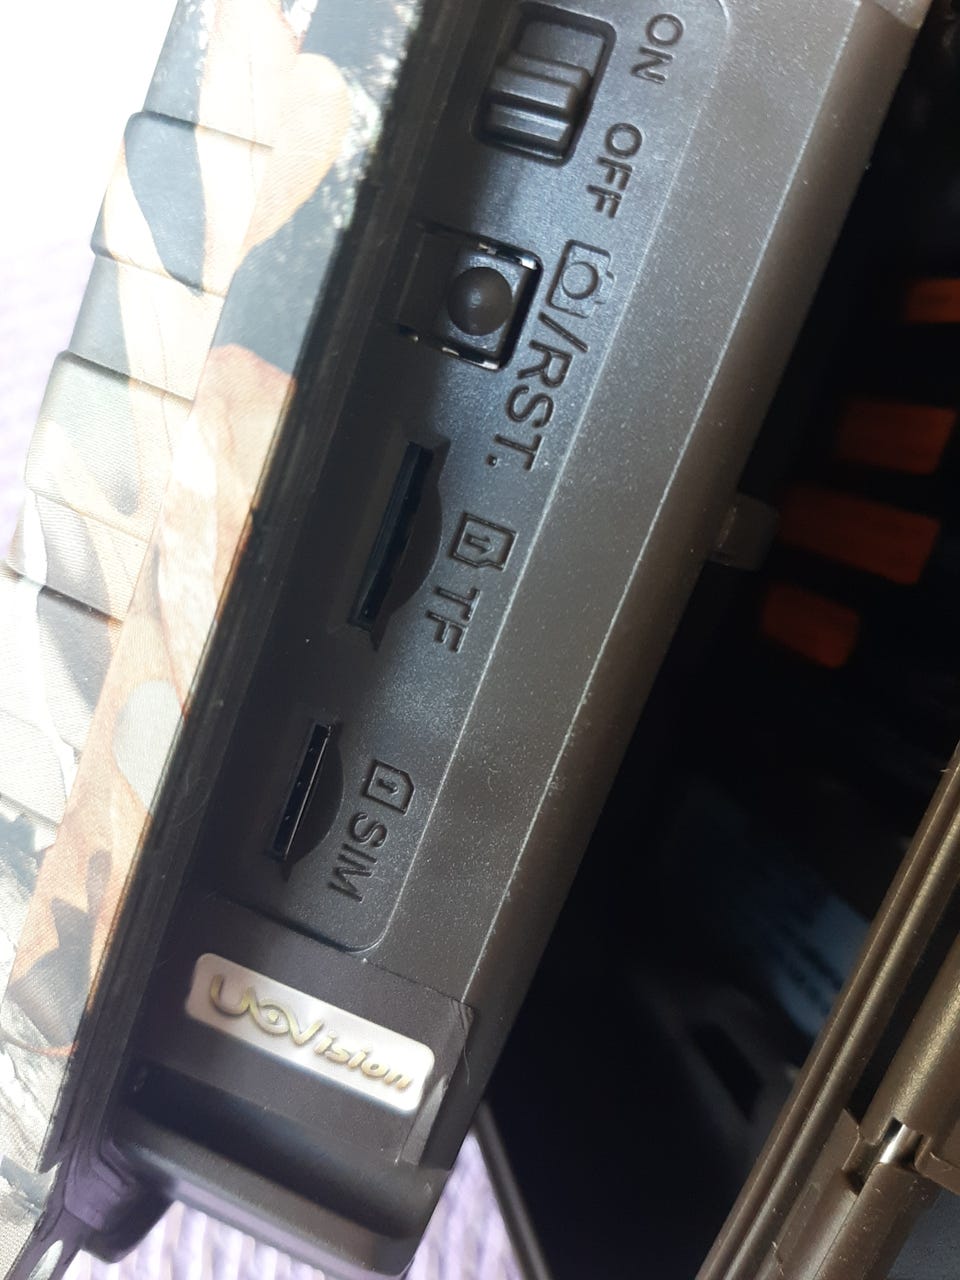 ON
OFF
/RST.
TF
SIM
UOVision